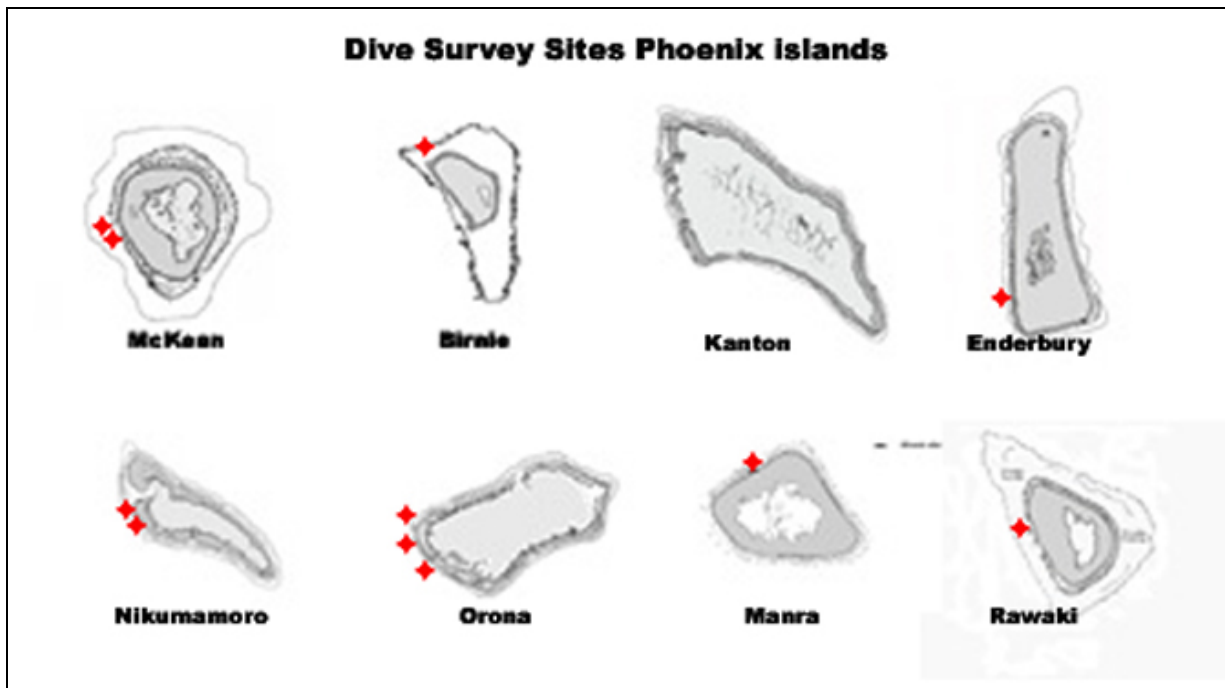 Dive Survey Sites Phoenix islands
McKean
Birnie
Kanton
Enderbury
Nikumamoro
Orona
Manra
Rawaki